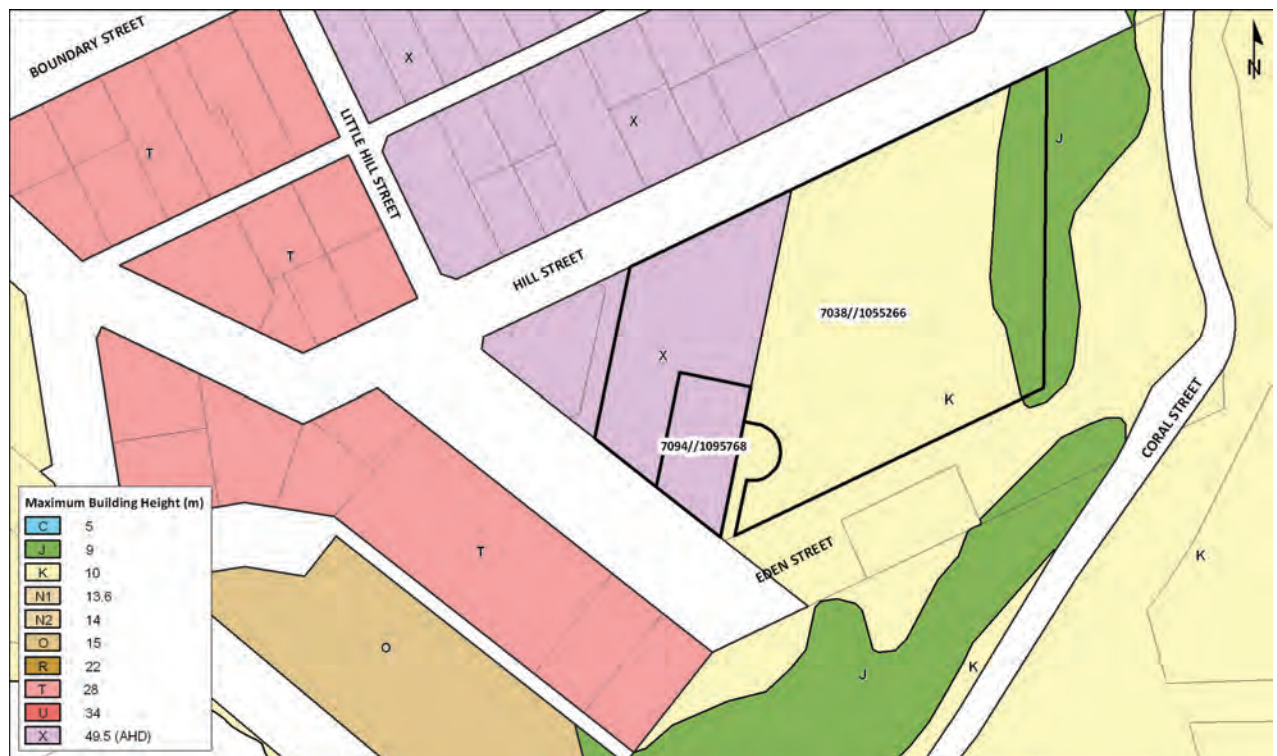 BOUNDARY STREET
X
N
LITTLE HILL STREET
X
T
J
T
HILL STREET
7038//1055266
X
K
7094//1095768
CORAL STREET
EDEN STREET
T
K
O
J
K
Maximum Building Height (m)
C 5
J 9
K 10
N1 13.6
N2 14
O 15
R 22
T 28
U 34
X 49.5 (AHD)